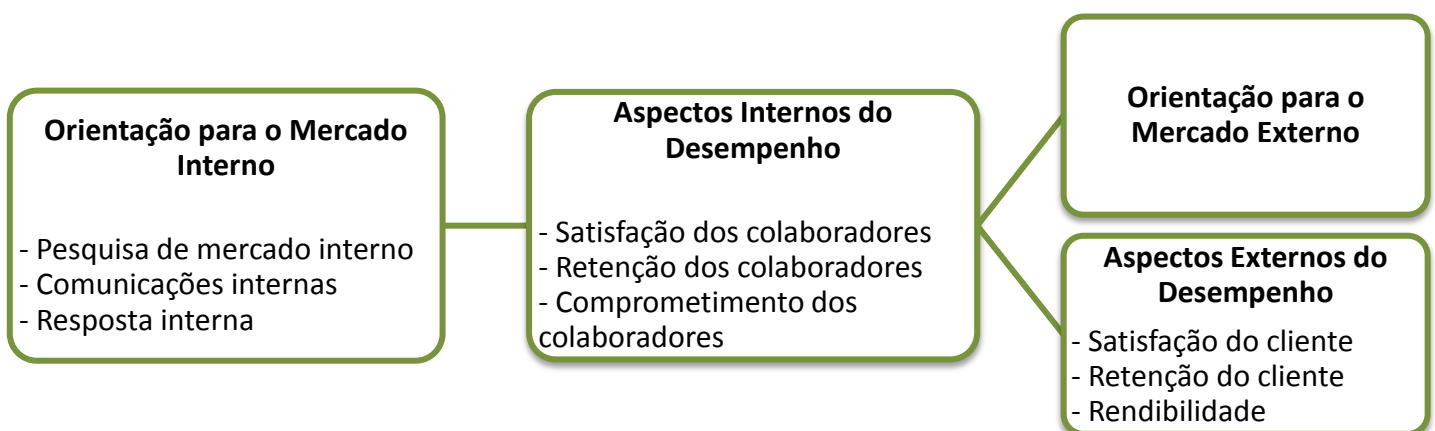 Orientação para o Mercado
Interno
- Pesquisa de mercado interno
- Comunicações internas
- Resposta interna
Aspectos Internos do
Desempenho
- Satisfação dos colaboradores
- Retenção dos colaboradores
- Comprometimento dos
colaboradores
Orientação para o
Mercado Externo
Aspectos Externos do
Desempenho
- Satisfação do cliente
- Retenção do cliente
- Rendibilidade